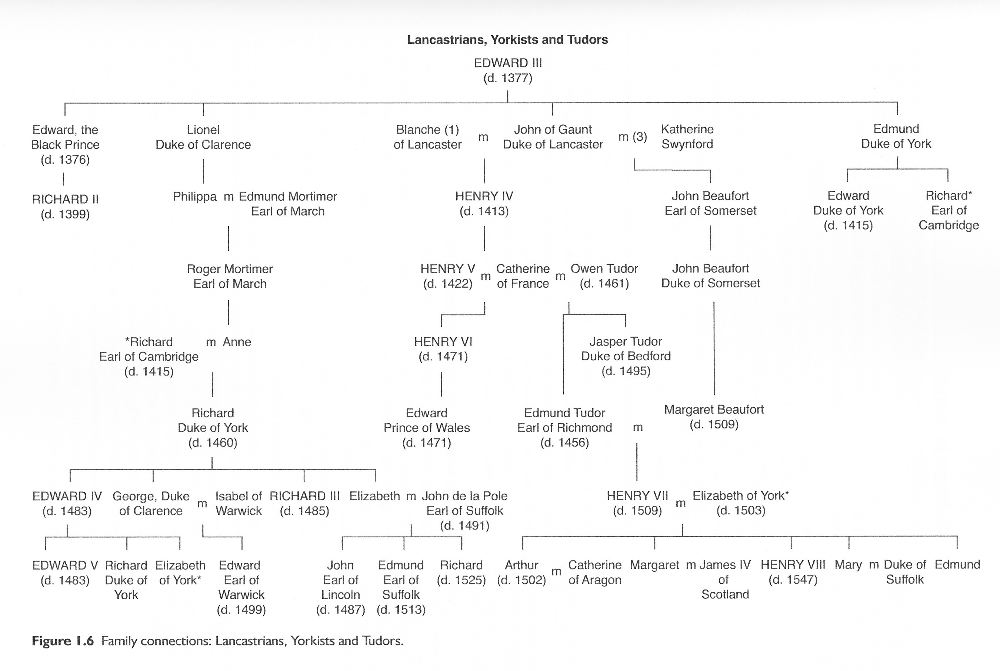 Lancastrians, Yorkists and Tudors
EDWARD III
(d. 1377)
Edward, the
Black Prince
(d. 1376)
Lionel
Duke of Clarence
Blanche (1)
of Lancaster
m
John of Gaunt
Duke of Lancaster
m (3)
Katherine
Swynford
Edmund
Duke of York
RICHARD II
(d. 1399)
Philippa m Edmund Mortimer
Earl of March
HENRY IV
(d. 1413)
John Beaufort
Earl of Somerset
Edward
Duke of York
(d. 1415)
Richard*
Earl of
Cambridge
Roger Mortimer
Earl of March
HENRY V
(d. 1422)
m
Catherine
of France
m
Owen Tudor
(d. 1461)
John Beaufort
Duke of Somerset
*Richard
Earl of Cambridge
(d. 1415)
m Anne
HENRY VI
(d. 1471)
Jasper Tudor
Duke of Bedford
(d. 1495)
Richard
Duke of York
(d. 1460)
Edward
Prince of Wales
(d. 1471)
Edmund Tudor
Earl of Richmond
(d. 1456)
m
Margaret Beaufort
(d. 1509)
EDWARD IV
(d. 1483)
George, Duke
of Clarence
m
Isabel of
Warwick
RICHARD III
(d. 1485)
Elizabeth m John de la Pole
Earl of Suffolk
(d. 1491)
HENRY VII
(d. 1509)
m
Elizabeth of York*
(d. 1503)
EDWARD V
(d. 1483)
Richard
Duke of
York
Elizabeth
of York*
Edward
Earl of
Warwick
(d. 1499)
John
Earl of
Lincoln
(d. 1487)
Edmund
Earl of
Suffolk
(d. 1513)
Richard
(d. 1525)
Arthur
(d. 1502)
m
Catherine
of Aragon
Margaret m James IV
of
Scotland
HENRY VIII
(d. 1547)
Mary m Duke of
Suffolk
Edmund
Figure 1.6 Family connections: Lancastrians, Yorkists and Tudors.